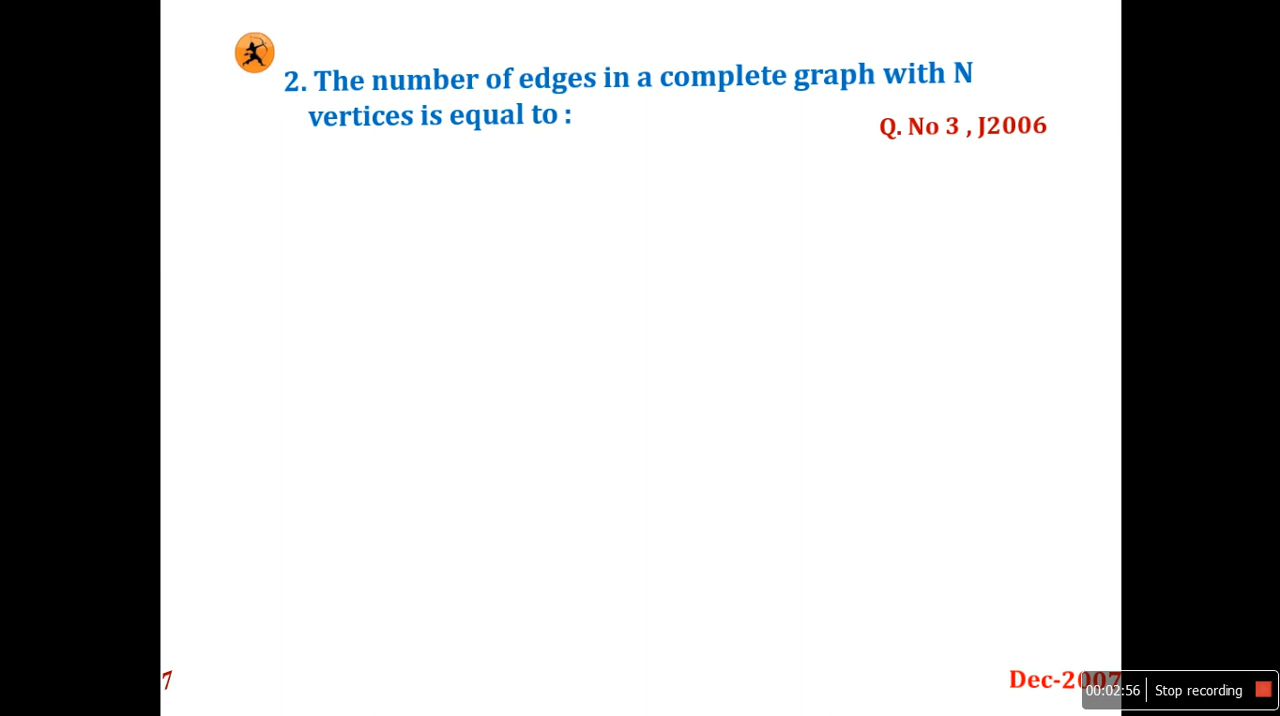 2. The number of edges in a complete graph with N
vertices is equal to :
Q. No 3 , J2006
7
Dec-2007
00:02:56 Stop recording